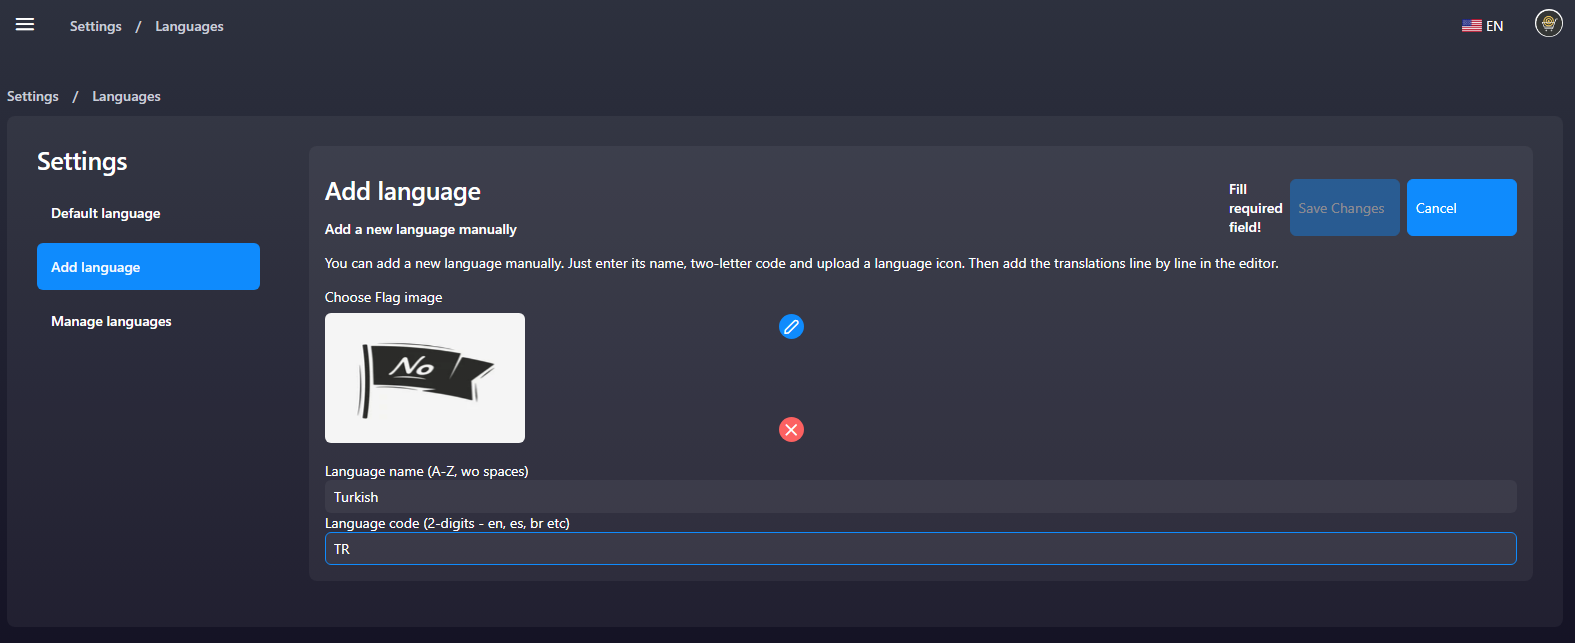 Settings / Languages
EN
Settings / Languages
Settings
Default language
Add language
Manage languages
Add language
Fill
required
field!
Save Changes
Cancel
Add a new language manually
You can add a new language manually. Just enter its name, two-letter code and upload a language icon. Then add the translations line by line in the editor.
Choose Flag image
No
Language name (A-Z, wo spaces)
Turkish
Language code (2-digits - en, es, br etc)
TR